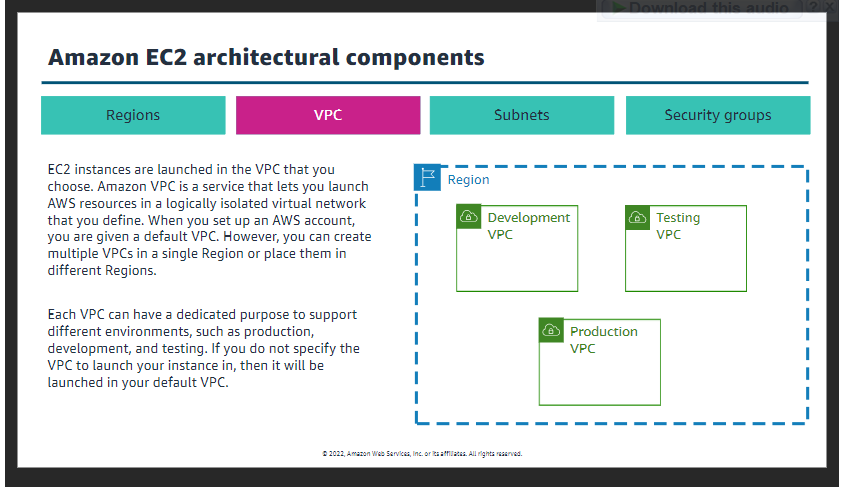 Download this audio ? X
Amazon EC2 architectural components
Regions
VPC
Subnets
Security groups
EC2 instances are launched in the VPC that you
choose. Amazon VPC is a service that lets you launch
AWS resources in a logically isolated virtual network
that you define. When you set up an AWS account,
you are given a default VPC. However, you can create
multiple VPCs in a single Region or place them in
different Regions.
Each VPC can have a dedicated purpose to support
different environments, such as production,
development, and testing. If you do not specify the
VPC to launch your instance in, then it will be
launched in your default VPC.
Region
Development
VPC
Testing
VPC
Production
VPC
© 2022, Amazon Web Services, Inc. or its affiliates. All rights reserved.